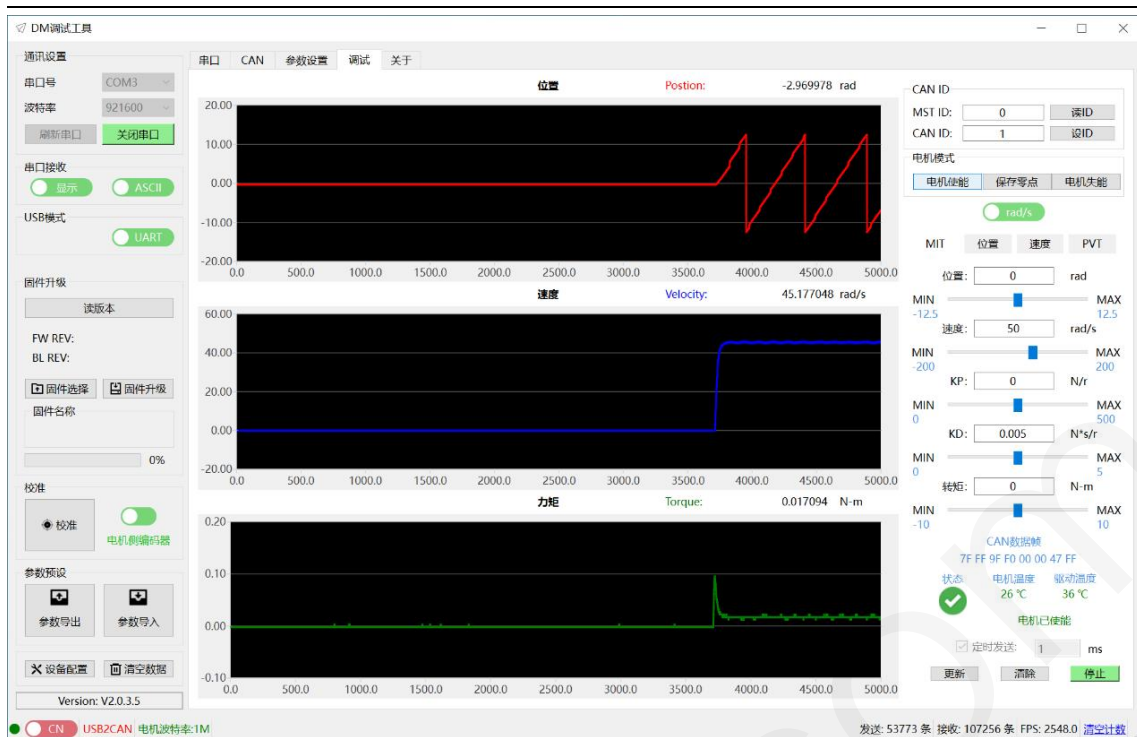 DM调试工具
通讯设置
串口号 COM3
波特率 921600
刷新串口 关闭串口
串口接收
显示 ASCII
USB模式
UART
固件升级
读版本
FW REV:
BL REV:
固件选择 固件升级
固件名称
0%
校准
校准 电机侧编码器
参数预设
参数导出 参数导入
设备配置 清空数据
Version: V2.0.3.5
串口 CAN 参数设置 调试 关于
位置 Postion: -2.969978 rad
20.00
10.00
0.00
-10.00
-20.00
0.0 500.0 1000.0 1500.0 2000.0 2500.0 3000.0 3500.0 4000.0 4500.0 5000.0
速度 Velocity: 45.177048 rad/s
60.00
40.00
20.00
0.00
-20.00
0.0 500.0 1000.0 1500.0 2000.0 2500.0 3000.0 3500.0 4000.0 4500.0 5000.0
力矩 Torque: 0.017094 N-m
0.20
0.10
0.00
-0.10
0.0 500.0 1000.0 1500.0 2000.0 2500.0 3000.0 3500.0 4000.0 4500.0 5000.0
CAN ID
MST ID: 0 读ID
CAN ID: 1 设ID
电机模式
电机使能 保存零点 电机失能
rad/s
MIT 位置 速度 PVT
位置: 0 rad
MIN MAX
-12.5 12.5
速度: 50 rad/s
MIN MAX
-200 200
KP: 0 N/r
MIN MAX
0 500
KD: 0.005 N*s/r
MIN MAX
0 5
转矩: 0 N-m
MIN MAX
-10 10
CAN数据帧
7F FF 9F F0 00 00 47 FF
状态 电机温度 驱动温度
26 ℃ 36 ℃
电机已使能
定时发送: 1 ms
更新 清除 停止
CN USB2CAN 电机波特率:1M 发送: 53773 条 接收: 107256 条 FPS: 2548.0 清空计数